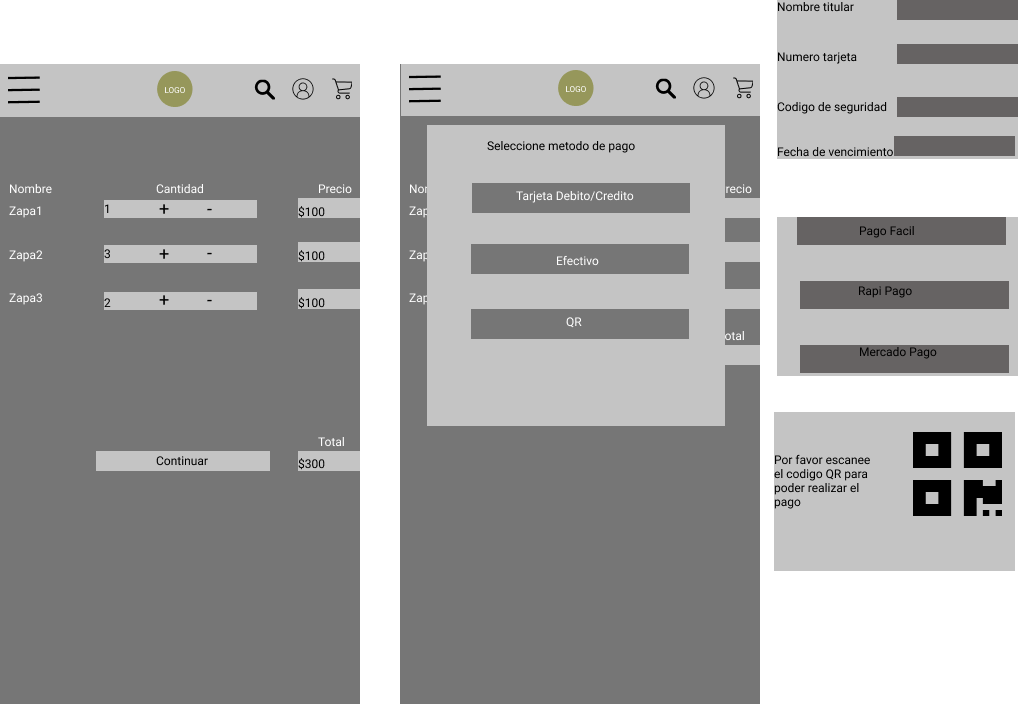 LOGO
Nombre Cantidad Precio
Zapa1 1 + - $100
Zapa2 3 + - $100
Zapa3 2 + - $100
Total
Continuar $300
LOGO
Seleccione metodo de pago
Tarjeta Debito/Credito
Efectivo
QR
Nor
recio
Zap
Zap
Zap
otal
Nombre titular
Numero tarjeta
Codigo de seguridad
Fecha de vencimiento
Pago Facil
Rapi Pago
Mercado Pago
Por favor escanee
el codigo QR para
poder realizar el
pago